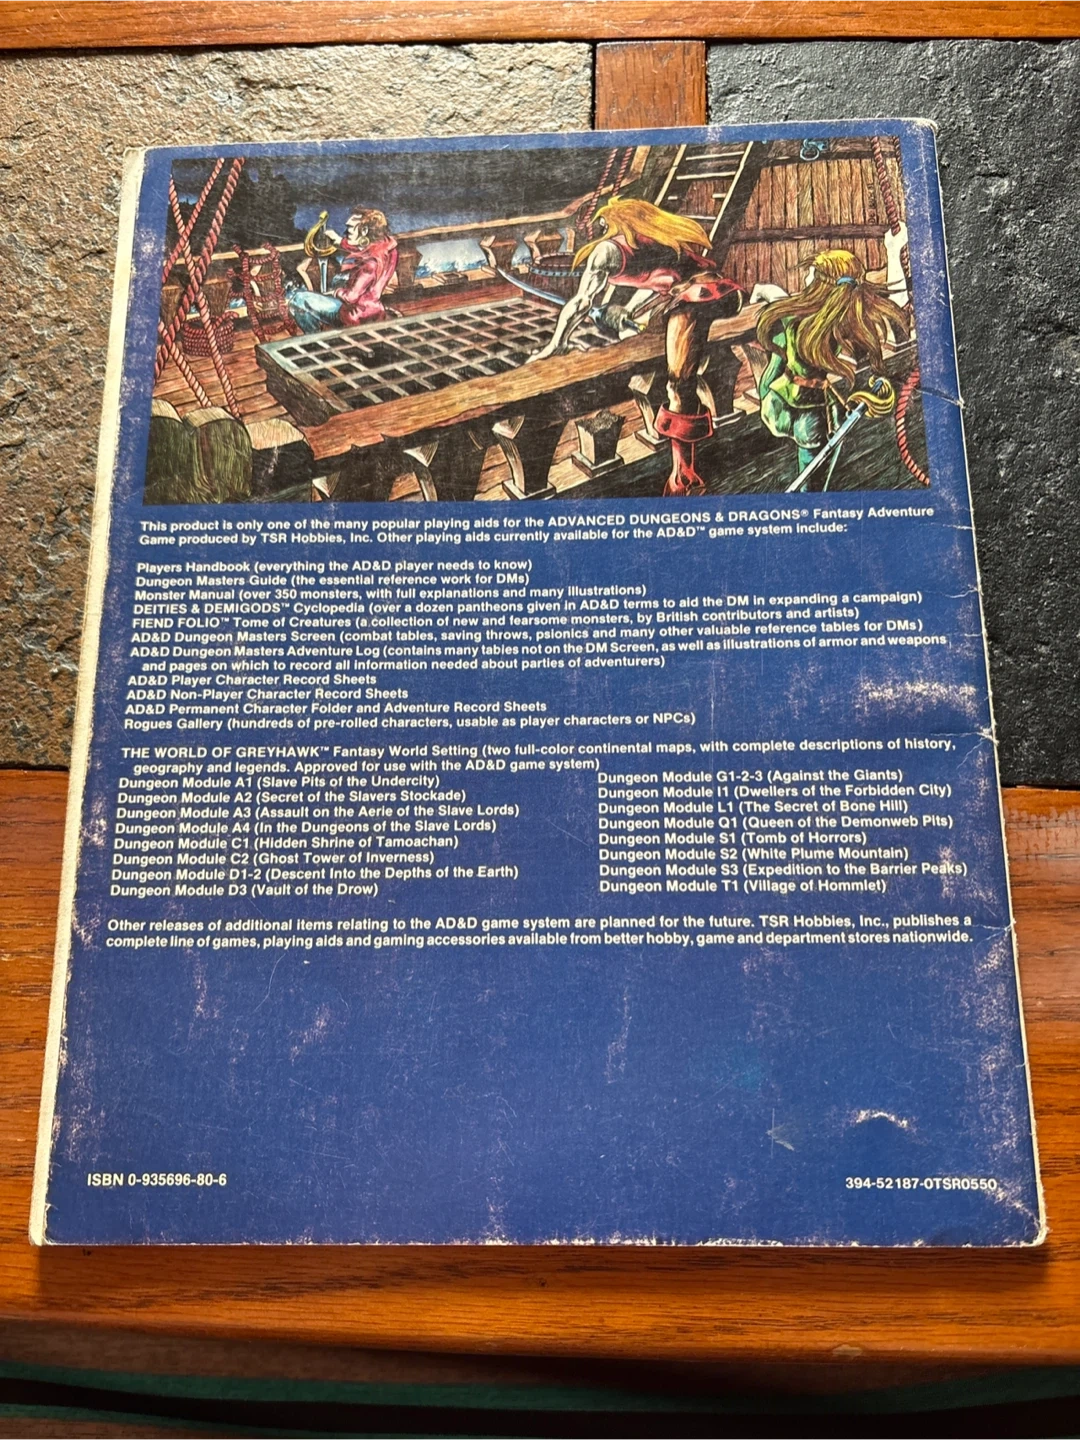 This product is only one of the many popular playing aids for the ADVANCED DUNGEONS & DRAGONS® Fantasy Adventure
Game produced by TSR Hobbies, Inc. Other playing aids currently available for the AD&D™ game system include:
Players Handbook (everything the AD&D player needs to know)
Dungeon Masters Guide (the essential reference work for DMs)
Monster Manual (over 350 monsters, with full explanations and many illustrations)
DEITIES & DEMIGODS™ Cyclopedia (over a dozen pantheons given in AD&D terms to aid the DM in expanding a campaign)
FIEND FOLIO™ Tome of Creatures (a collection of new and fearsome monsters, by British contributors and artists)
AD&D Dungeon Masters Screen (combat tables, saving throws, psionics and many other valuable reference tables for DMs)
AD&D Dungeon Masters Adventure Log (contains many tables not on the DM Screen, as well as illustrations of armor and weapons
and pages on which to record all information needed about parties of adventurers)
AD&D Player Character Record Sheets
AD&D Non-Player Character Record Sheets
AD&D Permanent Character Folder and Adventure Record Sheets
Rogues Gallery (hundreds of pre-rolled characters, usable as player characters or NPCs)
THE WORLD OF GREYHAWK™ Fantasy World Setting (two full-color continental maps, with complete descriptions of history,
geography and legends. Approved for use with the AD&D game system)
Dungeon Module A1 (Slave Pits of the Undercity)
Dungeon Module A2 (Secret of the Slavers Stockade)
Dungeon Module A3 (Assault on the Aerie of the Slave Lords)
Dungeon Module A4 (In the Dungeons of the Slave Lords)
Dungeon Module C1 (Hidden Shrine of Tamoachan)
Dungeon Module C2 (Ghost Tower of Inverness)
Dungeon Module D1-2 (Descent Into the Depths of the Earth)
Dungeon Module D3 (Vault of the Drow)
Dungeon Module G1-2-3 (Against the Giants)
Dungeon Module I1 (Dwellers of the Forbidden City)
Dungeon Module L1 (The Secret of Bone Hill)
Dungeon Module Q1 (Queen of the Demonweb Pits)
Dungeon Module S1 (Tomb of Horrors)
Dungeon Module S2 (White Plume Mountain)
Dungeon Module S3 (Expedition to the Barrier Peaks)
Dungeon Module T1 (Village of Hommlet)
Other releases of additional items relating to the AD&D game system are planned for the future. TSR Hobbies, Inc., publishes a
complete line of games, playing aids and gaming accessories available from better hobby, game and department stores nationwide.
ISBN 0-935696-80-6
394-52187-0TSR0550